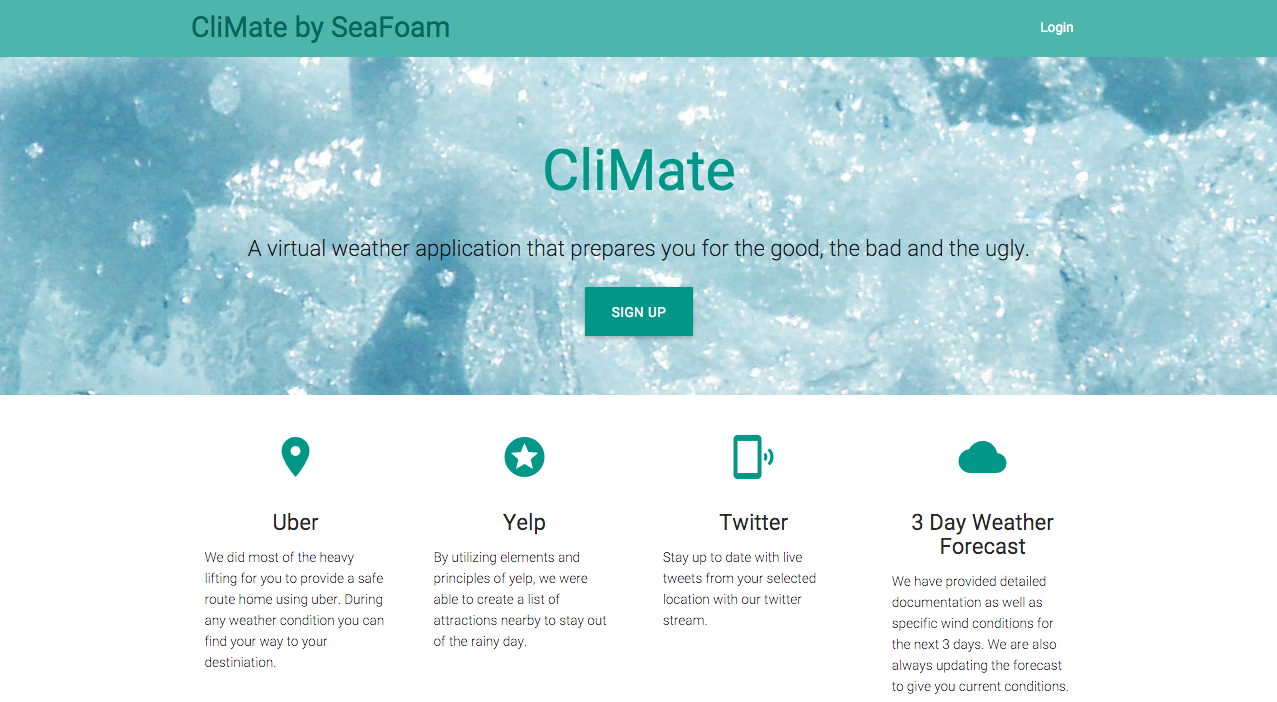 CliMate by SeaFoam
Login
CliMate
A virtual weather application that prepares you for the good, the bad and the ugly.
SIGN UP
Uber
We did most of the heavy
lifting for you to provide a safe
route home using uber. During
any weather condition you can
find your way to your
destiniation.
Yelp
By utilizing elements and
principles of yelp, we were
able to create a list of
attractions nearby to stay out
of the rainy day.
Twitter
Stay up to date with live
tweets from your selected
location with our twitter
stream.
3 Day Weather
Forecast
We have provided detailed
documentation as well as
specific wind conditions for
the next 3 days. We are also
always updating the forecast
to give you current conditions.